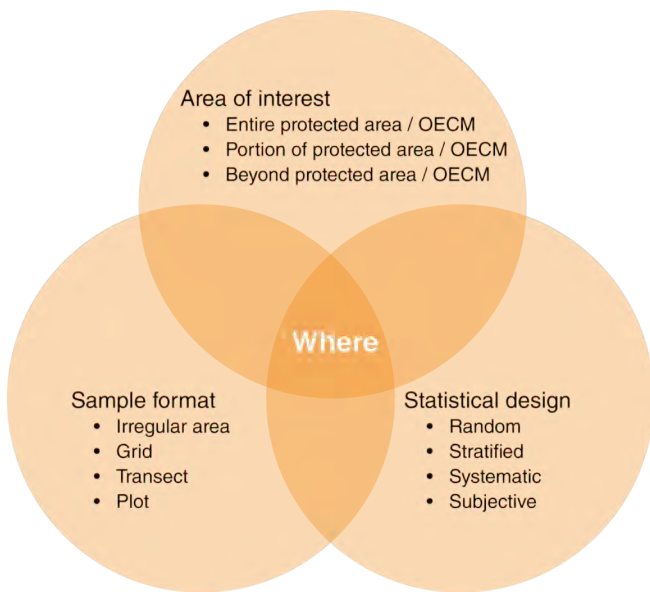 Area of interest
• Entire protected area / OECM
• Portion of protected area / OECM
• Beyond protected area / OECM
Where
Sample format
• Irregular area
• Grid
• Transect
• Plot
Statistical design
• Random
• Stratified
• Systematic
• Subjective